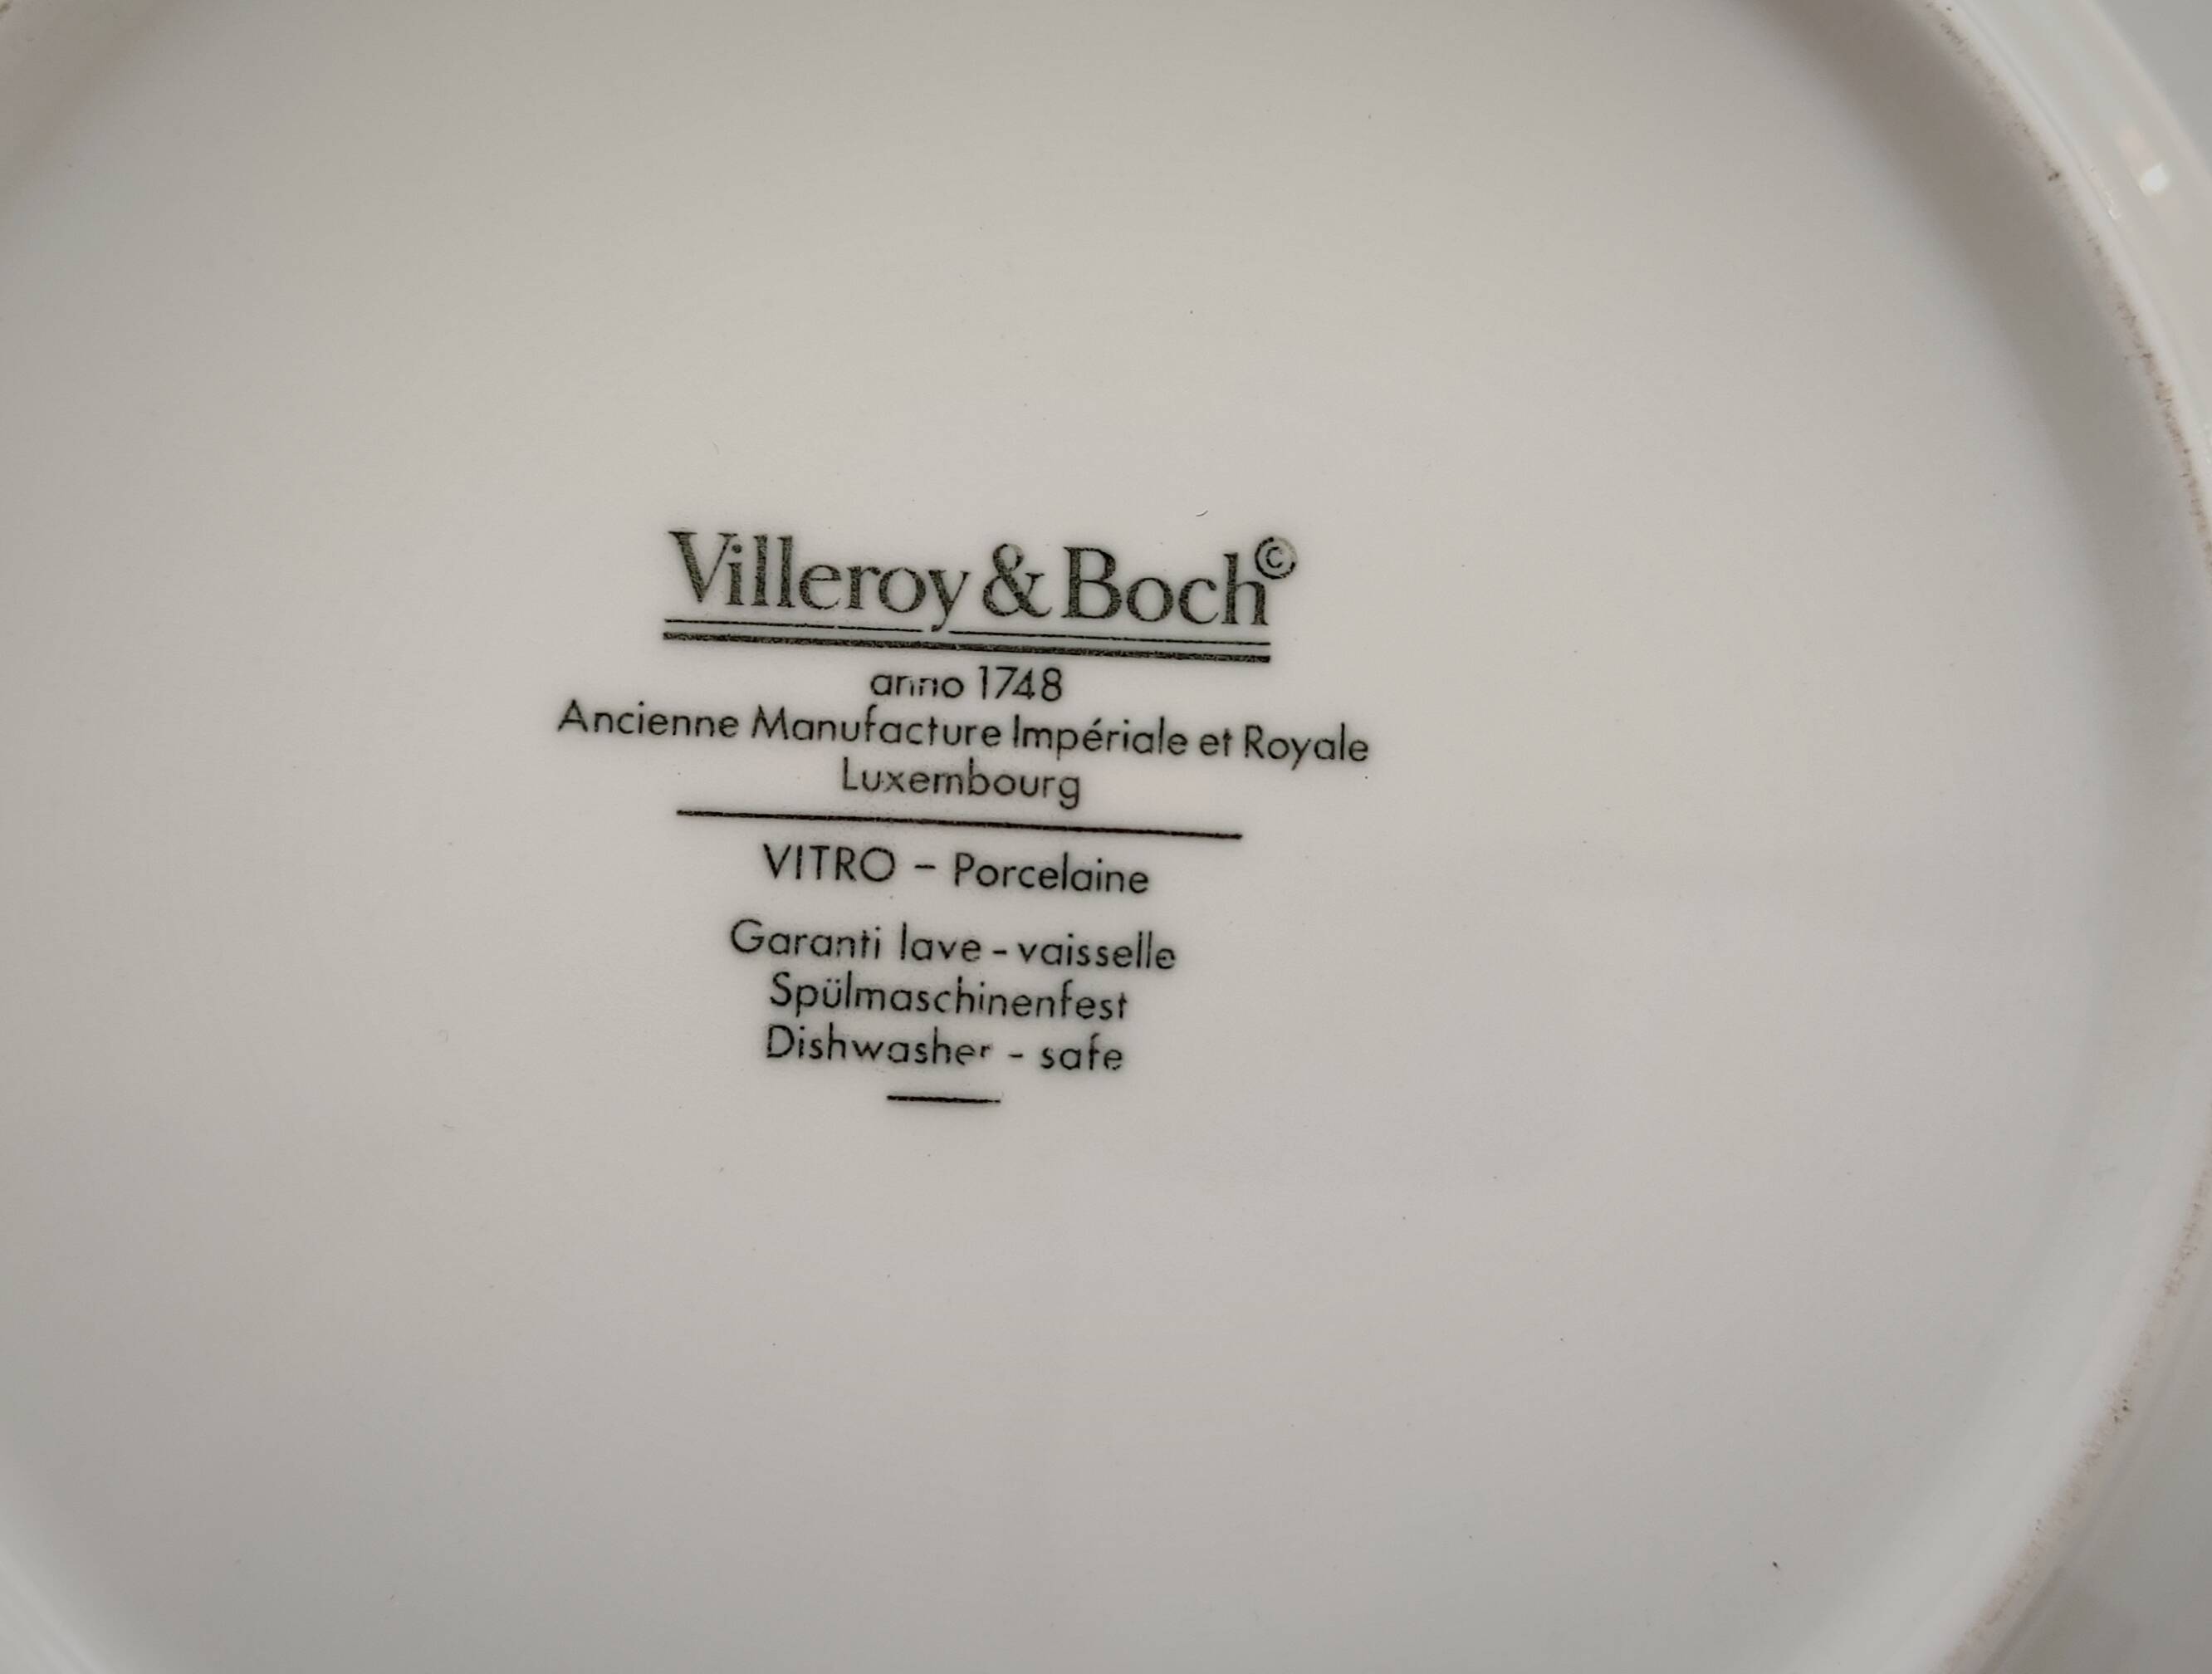 Villeroy & Boch©
anno 1748
Ancienne Manufacture Impériale et Royale
Luxembourg
VITRO – Porcelaine
Garanti lave - vaisselle
Spülmaschinenfest
Dishwasher - safe